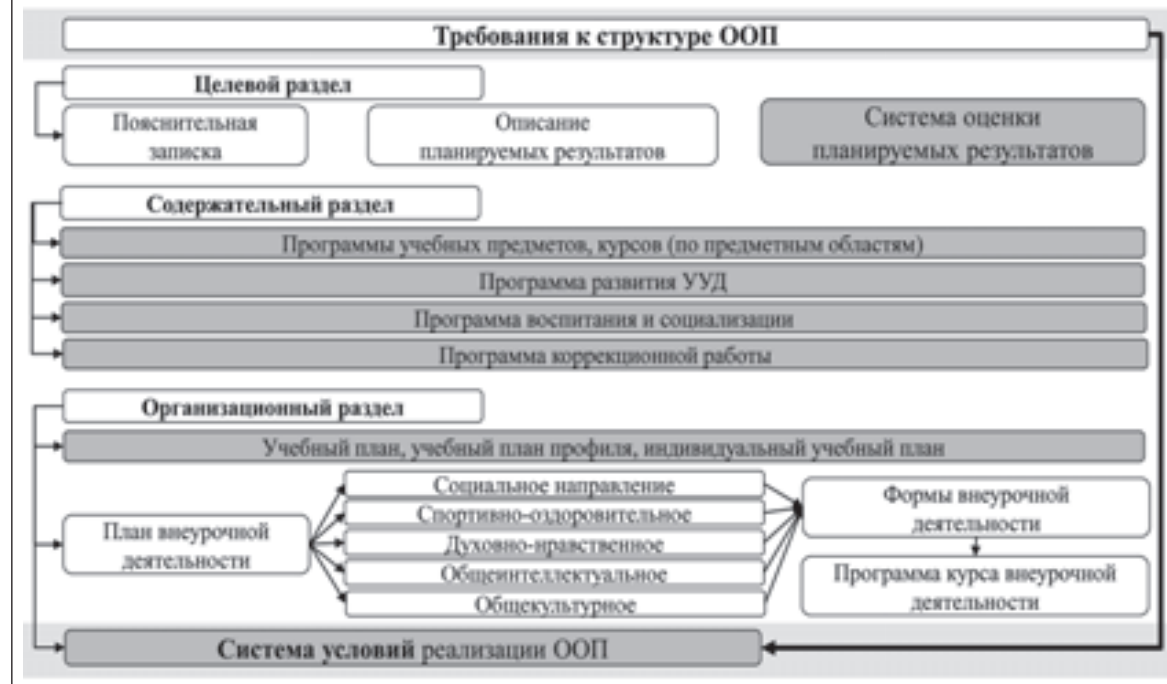 Требования к структуре ООП
Целевой раздел
Пояснительная
записка
Описание
планируемых результатов
Система оценки
планируемых результатов
Содержательный раздел
Программы учебных предметов, курсов (по предметным областям)
Программа развития УУД
Программа воспитания и социализации
Программа коррекционной работы
Организационный раздел
Учебный план, учебный план профиля, индивидуальный учебный план
План внеурочной
деятельности
Социальное направление
Спортивно-оздоровительное
Духовно-нравственное
Общеинтеллектуальное
Общекультурное
Формы внеурочной
деятельности
Программа курса внеурочной
деятельности
Система условий реализации ООП